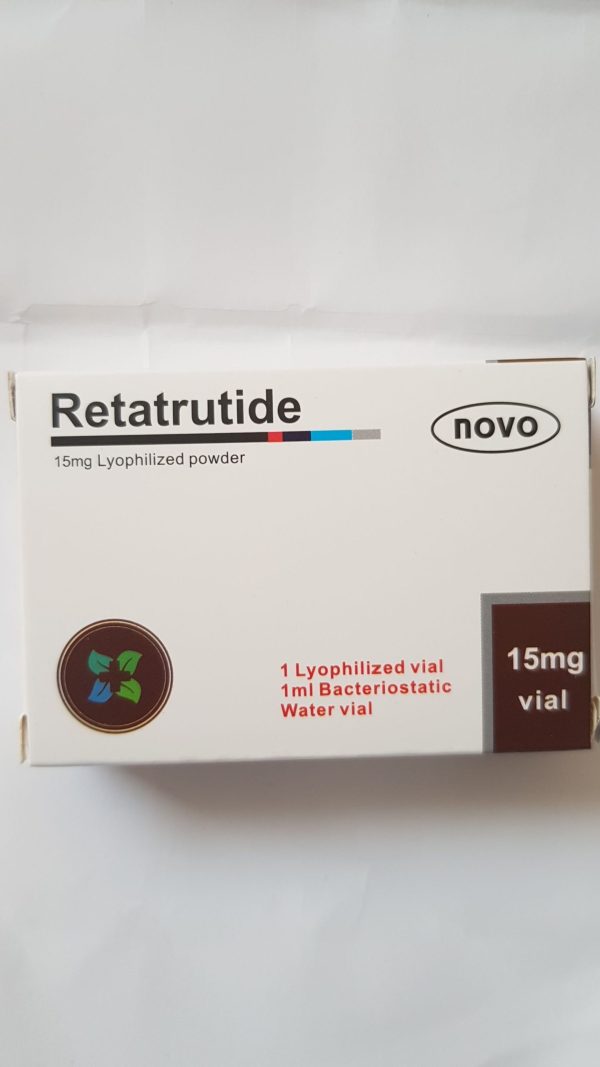 Retatrutide
novo
15mg Lyophilized powder
1 Lyophilized vial
1ml Bacteriostatic
Water vial
15mg
vial